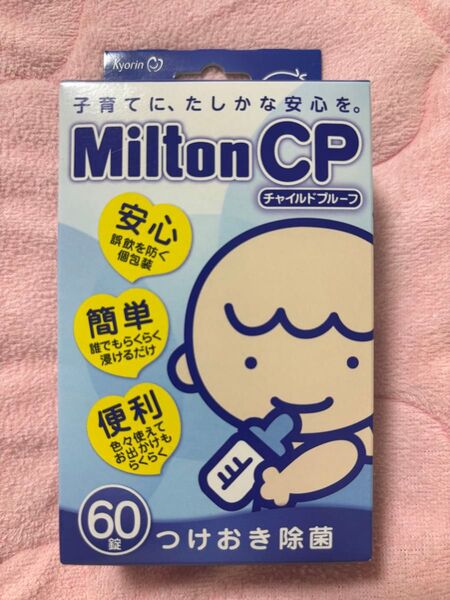 Kyorin
子育てに、たしかな安心を。
Milton CP
チャイルドプルーフ
安心
誤飲を防ぐ
個包装
簡単
誰でもらくらく
浸けるだけ
便利
色々使えて
お出かけも
らくらく
60
錠
つけおき除菌